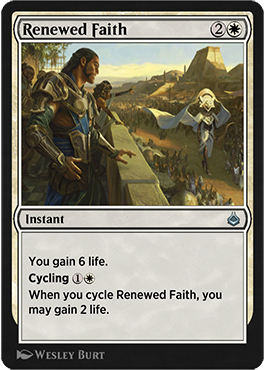 Renewed Faith 2
Instant
You gain 6 life.
Cycling 1
When you cycle Renewed Faith, you
may gain 2 life.
Wesley Burt